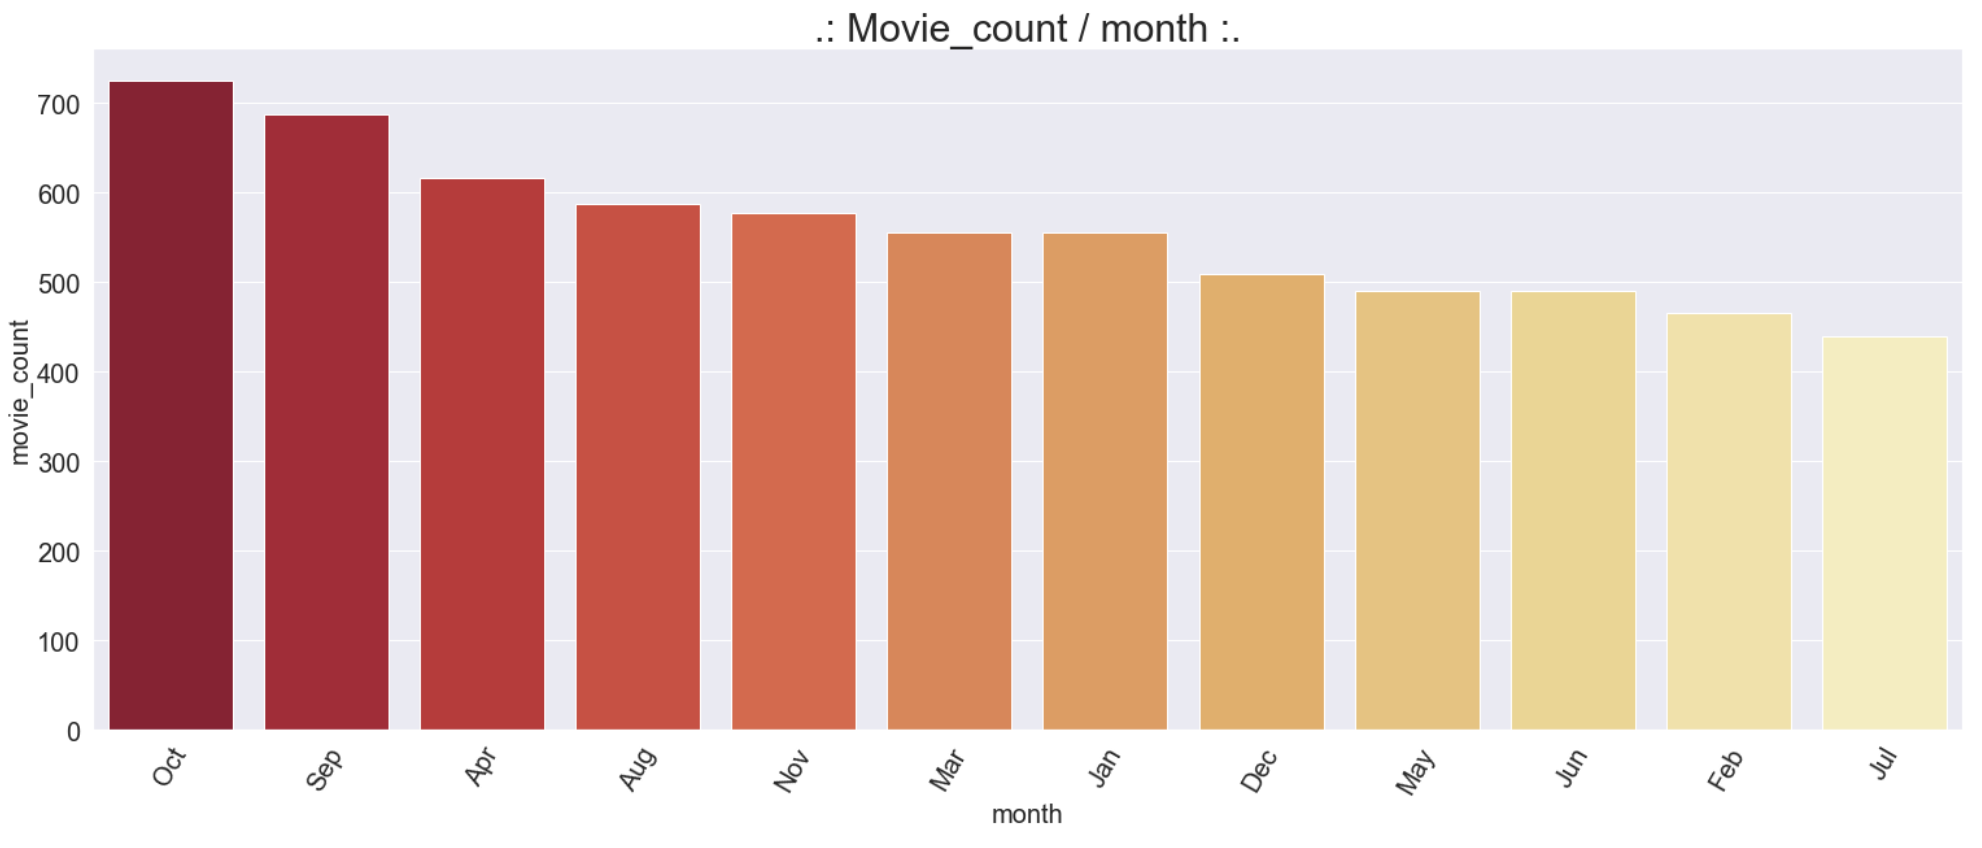 .: Movie_count / month :.
movie_count
700
600
500
400
300
200
100
0
Oct
Sep
Apr
Aug
Nov
Mar
Jan
Dec
May
Jun
Feb
Jul
month